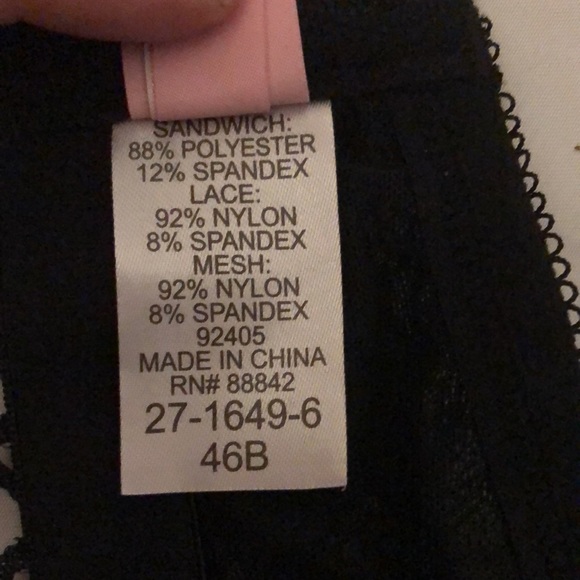 SANDWICH:
88% POLYESTER
12% SPANDEX
LACE:
92% NYLON
8% SPANDEX
MESH:
92% NYLON
8% SPANDEX
92405
MADE IN CHINA
RN# 88842
27-1649-6
46B